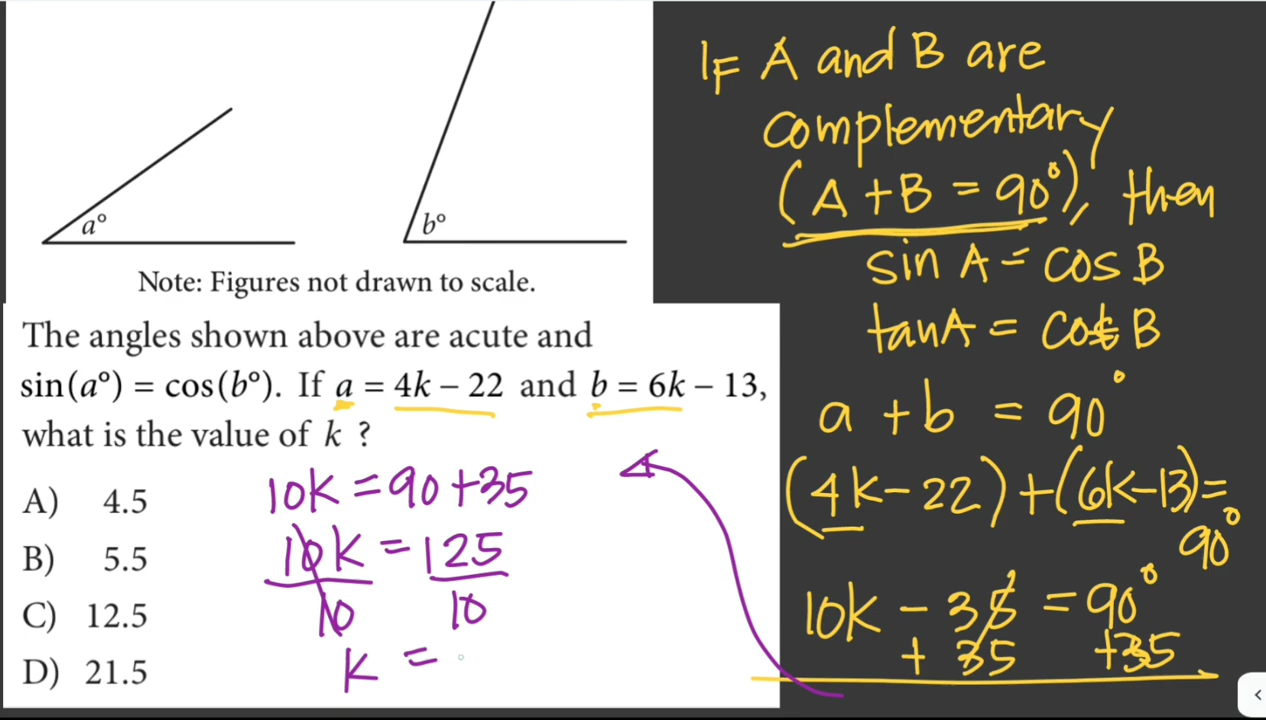 a°
b°
Note: Figures not drawn to scale.
The angles shown above are acute and
sin(a°) = cos(b°). If a = 4k − 22 and b = 6k − 13,
what is the value of k ?
A) 4.5
B) 5.5
C) 12.5
D) 21.5
10k = 90 + 35
10k = 125
10 10
k =
IF A and B are
complementary
(A + B = 90°), then
sin A = cos B
tan A = cot B
a + b = 90°
(4k - 22) + (6k - 13) =
90°
10k - 35 = 90°
+ 35 +35
<